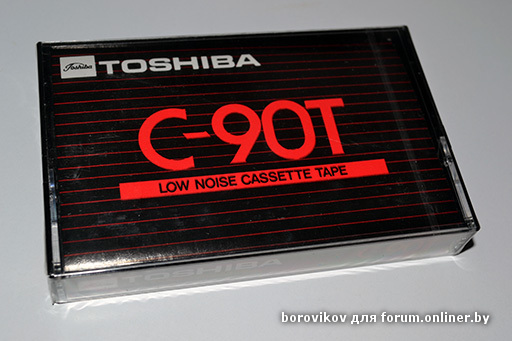 Toshiba TOSHIBA
C-90T
LOW NOISE CASSETTE TAPE
borovikov для forum.onliner.by